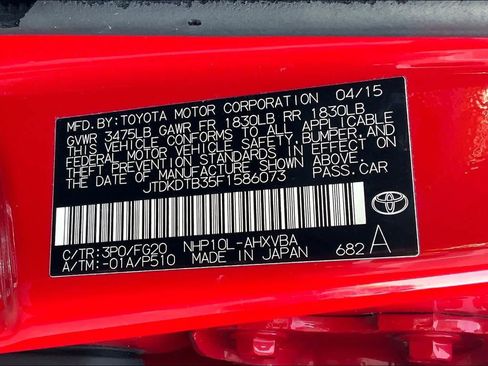 MFD.BY:TOYOTA MOTOR CORPORATION 04/15
GVWR 3475LB GAWR FR 1830LB RR 1830LB
THIS VEHICLE CONFORMS TO ALL APPLICABLE
FEDERAL MOTOR VEHICLE SAFETY,BUMPER,AND
THEFT PREVENTION STANDARDS IN EFFECT ON
THE DATE OF MANUFACTURE SHOWN ABOVE.
JTDKDTB35F1586073 PASS.CAR
C/TR:3P0/FG20 NHP10L-AHXVBA
A/TM:-01A/P510 MADE IN JAPAN 682 A